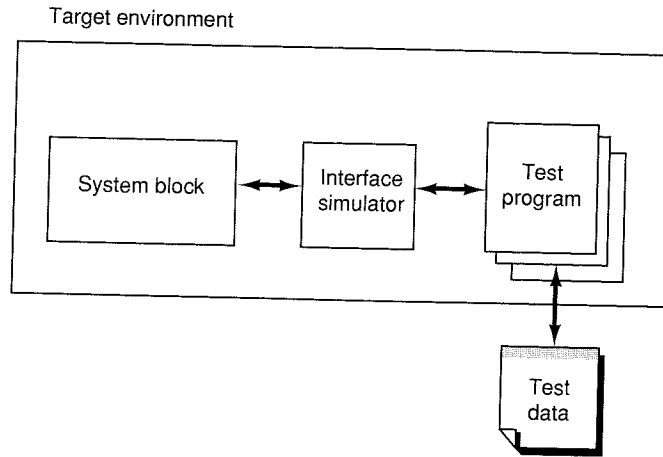 Target environment
System block
Interface
simulator
Test
program
Test
data